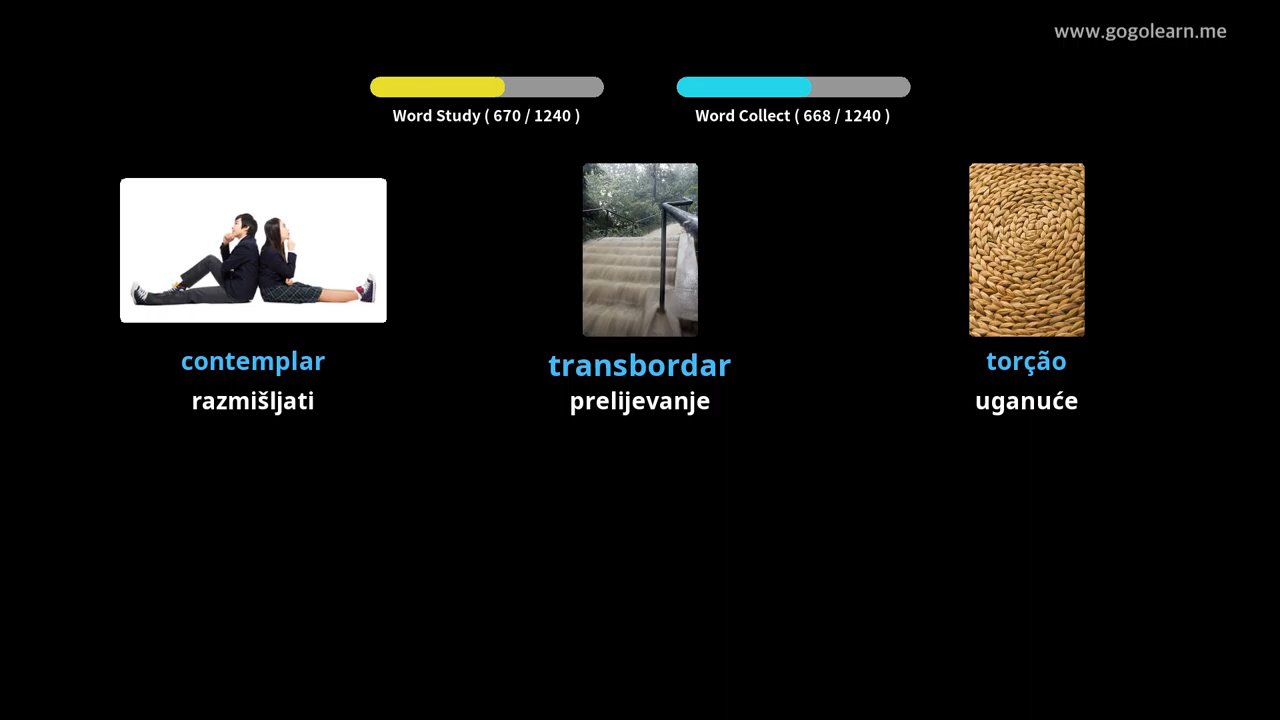 www.gogolearn.me
Word Study ( 670 / 1240 )
Word Collect ( 668 / 1240 )
contemplar
razmišljati
transbordar
prelijevanje
torção
uganuće